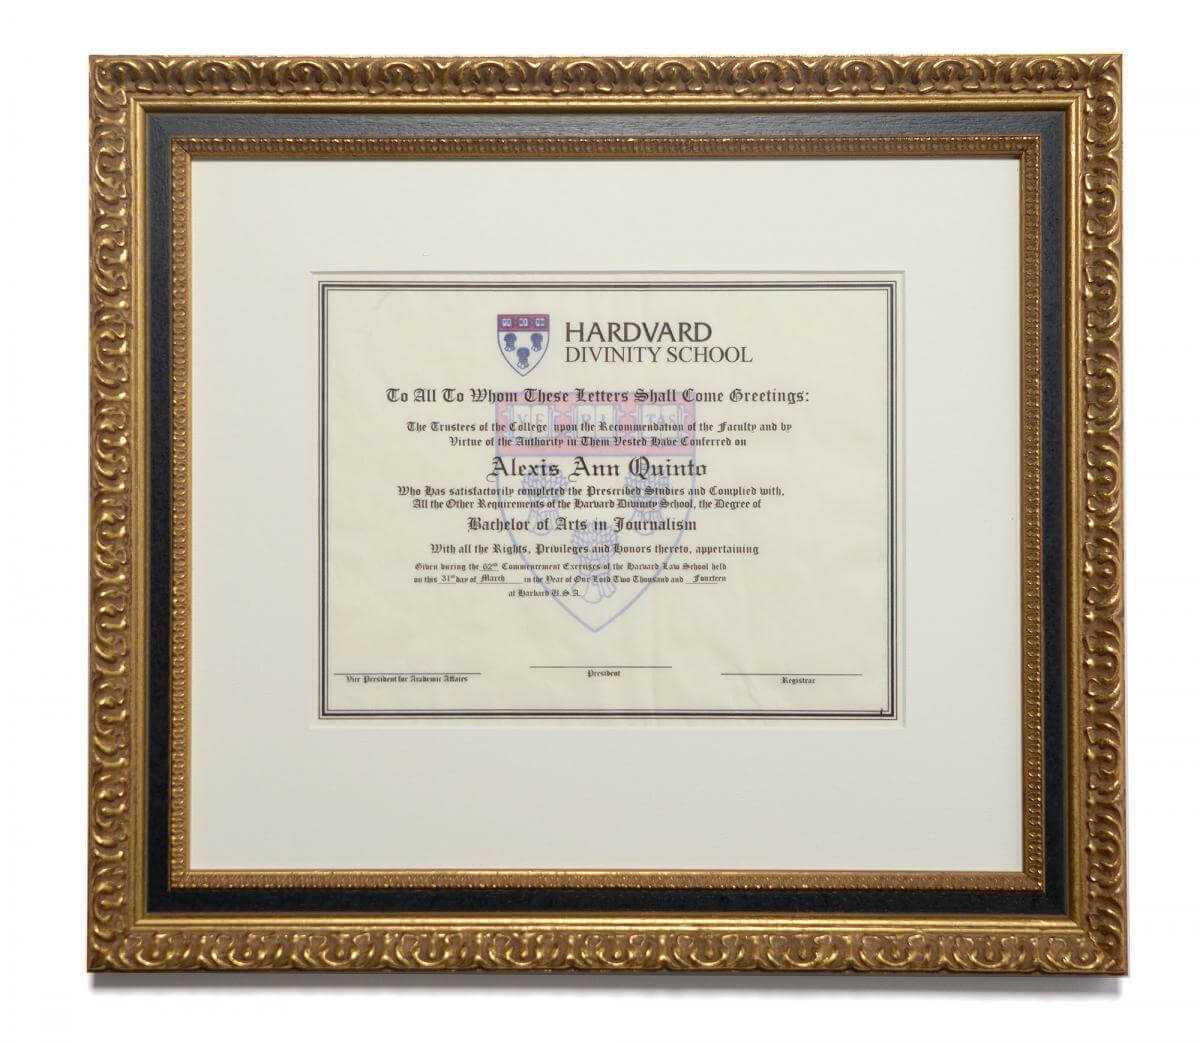 HARDVARD
DIVINITY SCHOOL
To All To Whom These Letters Shall Come Greetings:
VE RI TAS
The Trustees of the College upon the Recommendation of the Faculty and by
Virtue of the Authority in Them Vested Have Conferred on
Alexis Ann Quinto
Who Has satisfactorily completed the Prescribed Studies and Complied with,
All the Other Requirements of the Harvard Divinity School, the Degree of
Bachelor of Arts in Journalism
With all the Rights, Privileges and Honors thereto, appertaining
Given during the 62th Commencement Exercises of the Harvard Law School held
on this 31st day of March in the Year of Our Lord Two Thousand and Fourteen
at Harvard U.S.A.
Vice President for Academic Affairs
President
Registrar